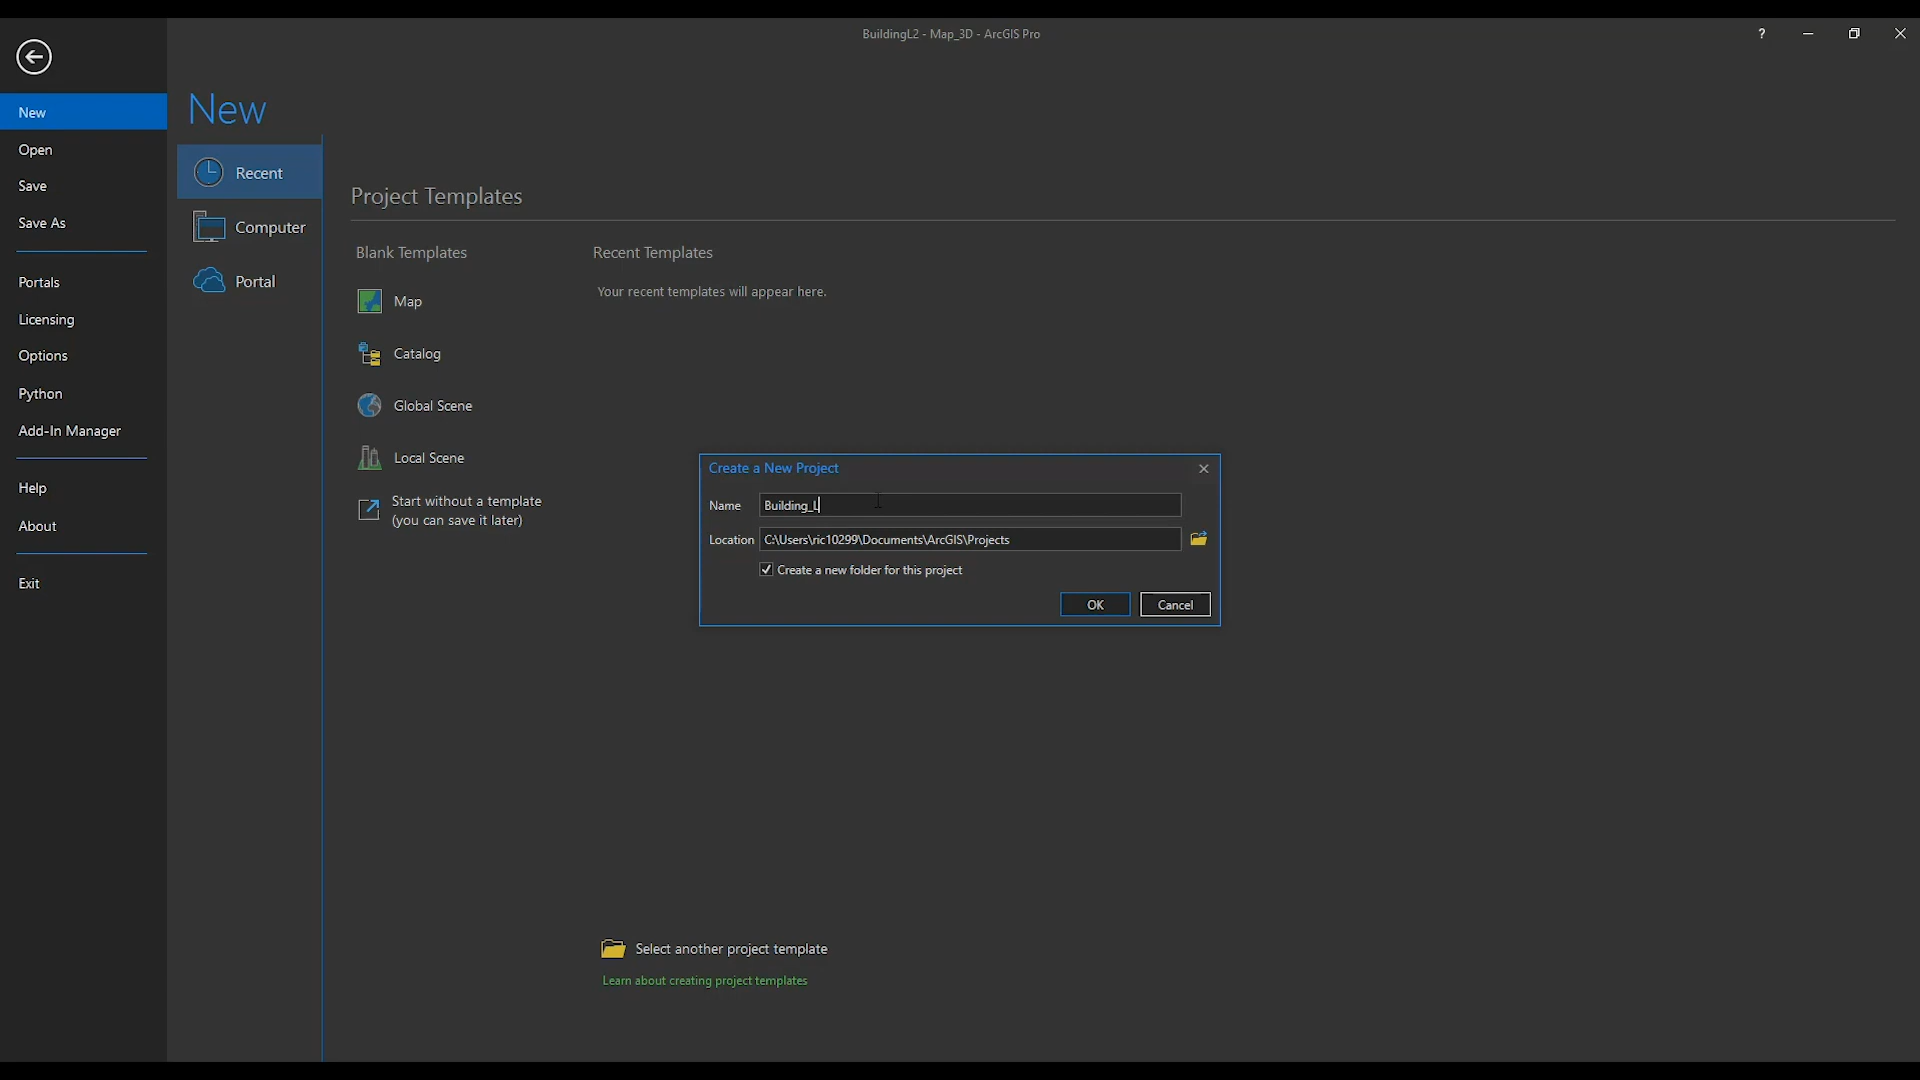 BuildingL2 - Map_3D - ArcGIS Pro
?
New
Open
Save
Save As
Portals
Licensing
Options
Python
Add-In Manager
Help
About
Exit
New
Recent
Computer
Portal
Project Templates
Blank Templates
Map
Catalog
Global Scene
Local Scene
Start without a template
(you can save it later)
Recent Templates
Your recent templates will appear here.
Create a New Project
Name Building_L
Location C:\Users\ric10299\Documents\ArcGIS\Projects
Create a new folder for this project
OK Cancel
Select another project template
Learn about creating project templates